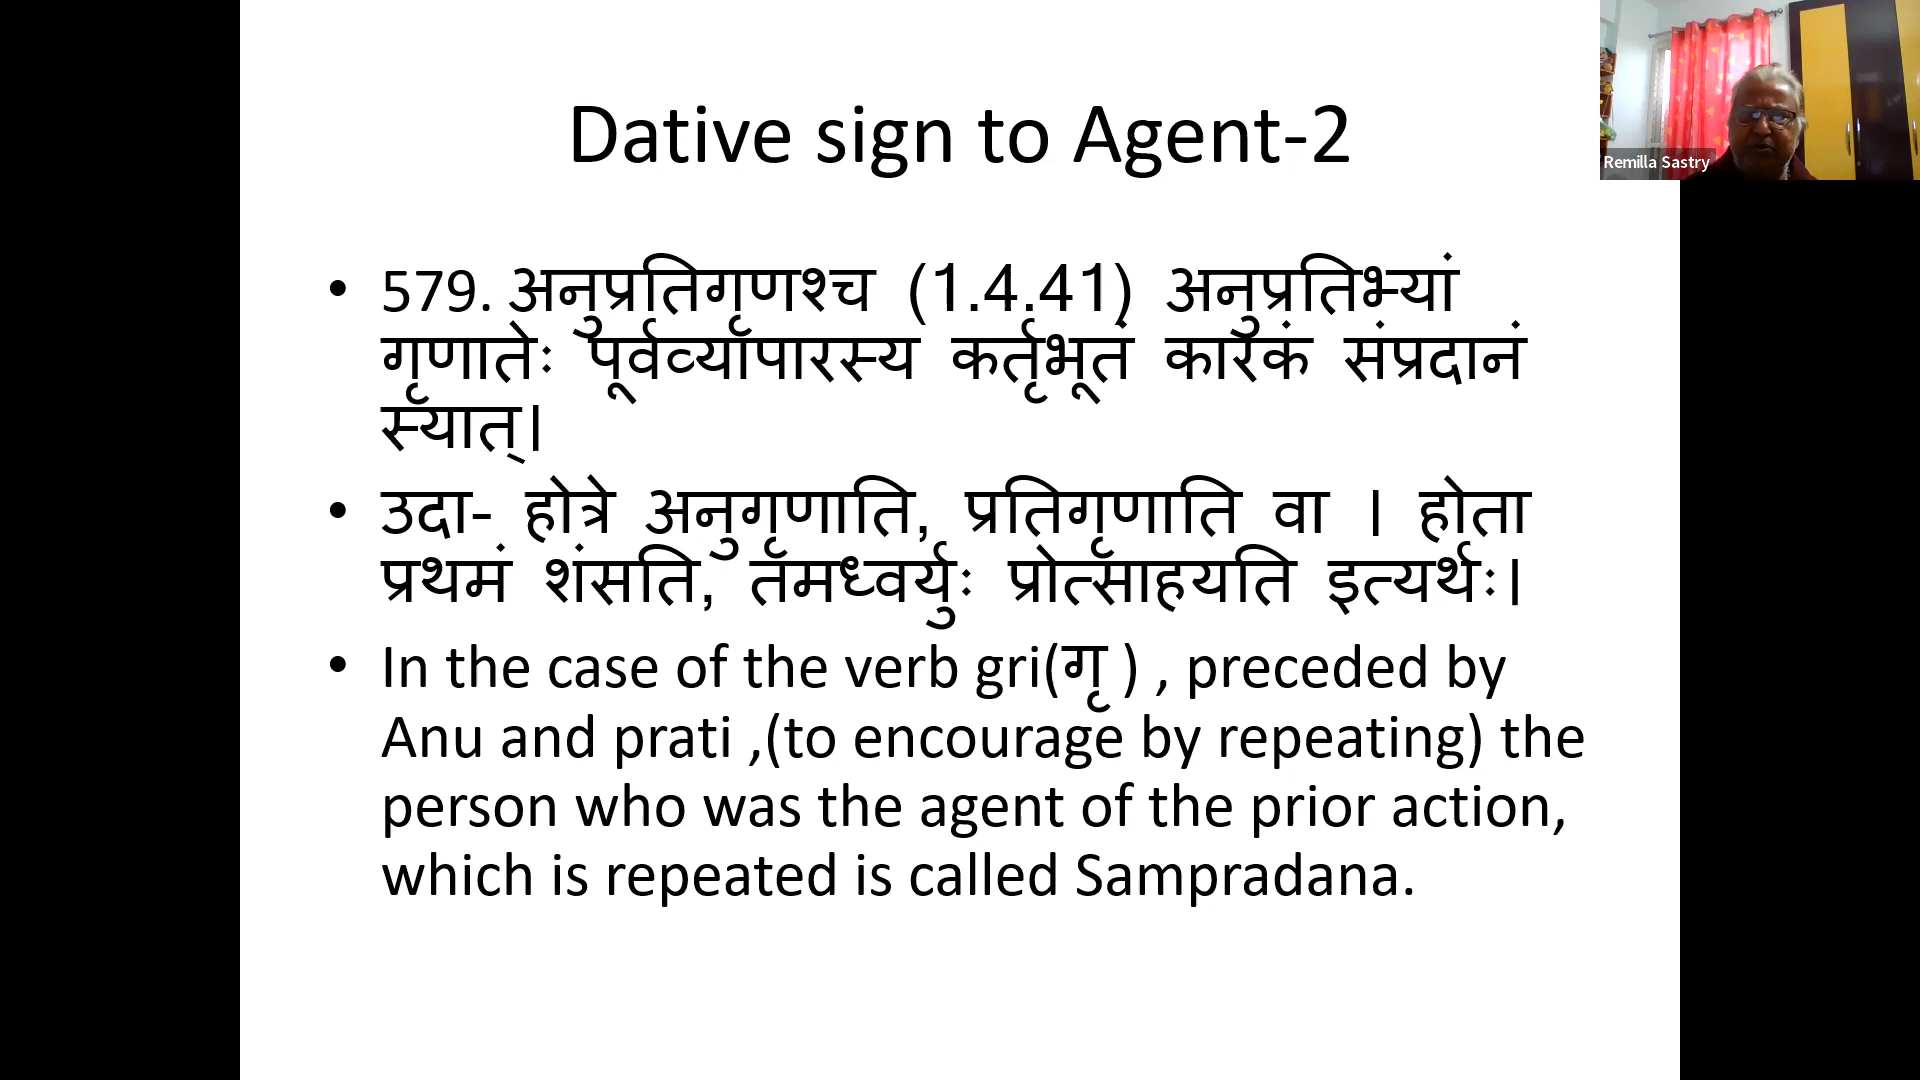 Dative sign to Agent-2
Remilla Sastry
• 579. अनुप्रतिगृणश्च (1.4.41) अनुप्रतिभ्यां
गृणातेः पूर्वव्यापारस्य कर्तृभूतं कारकं संप्रदानं
स्यात्।
• उदा- होत्रे अनुगृणाति, प्रतिगृणाति वा । होता
प्रथमं शंसति, तमध्वर्युः प्रोत्साहयति इत्यर्थः।
• In the case of the verb gri(गृ ) , preceded by
Anu and prati ,(to encourage by repeating) the
person who was the agent of the prior action,
which is repeated is called Sampradana.